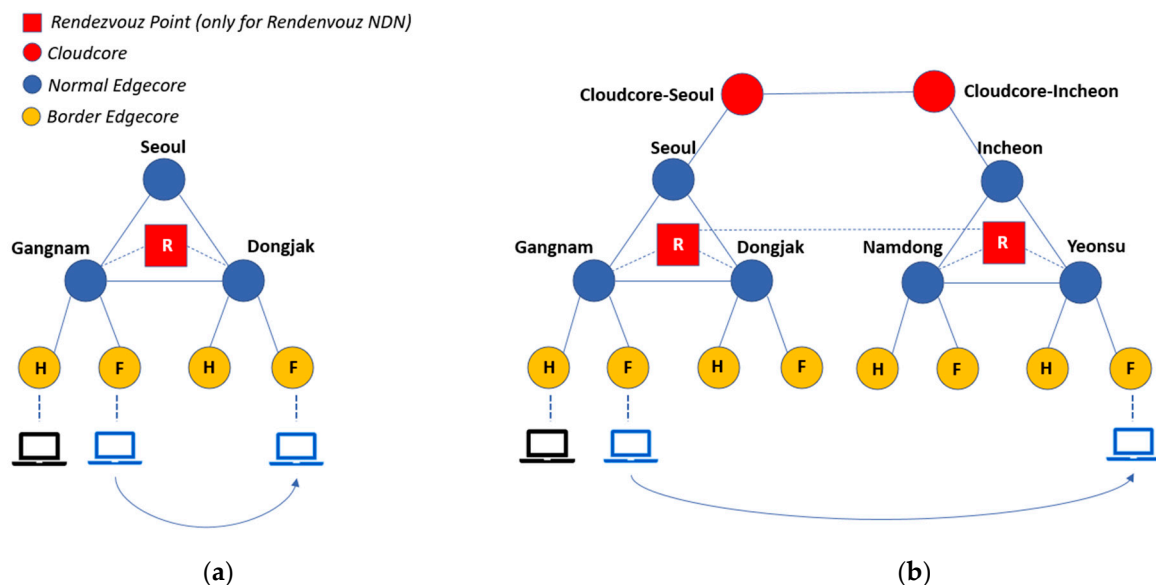 Rendezvouz Point (only for Rendenvouz NDN)
Cloudcore
Normal Edgecore
Border Edgecore
Seoul
R
Gangnam
Dongjak
H
F
H
F
(a)
Cloudcore-Seoul
Cloudcore-Incheon
Seoul
Incheon
R
R
Gangnam
Dongjak
Namdong
Yeonsu
H
F
H
F
H
F
H
F
(b)